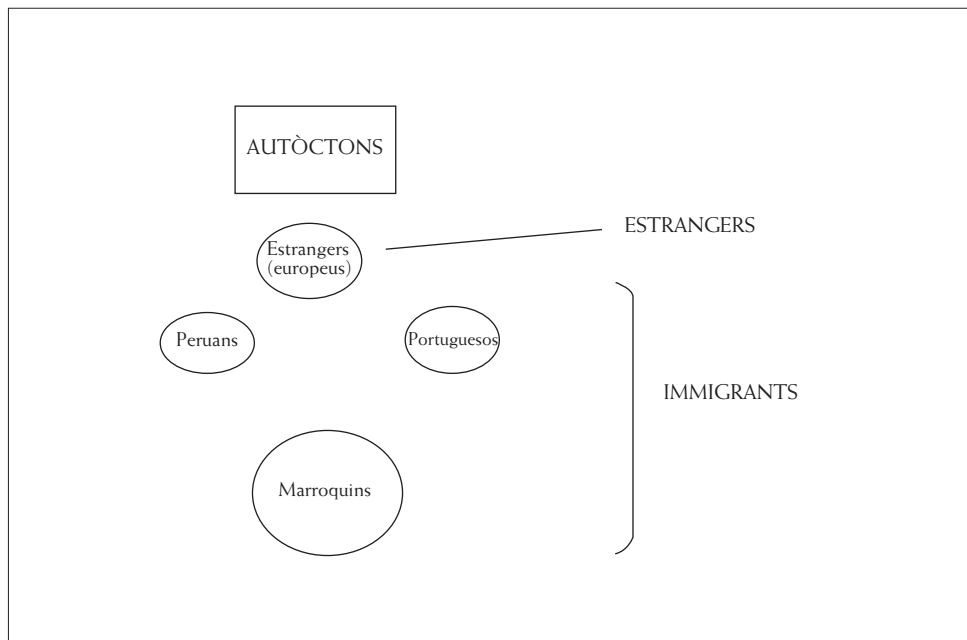 AUTÒCTONS
ESTRANGERS
Estrangers
(europeus)
Peruans
Portuguesos
IMMIGRANTS
Marroquins